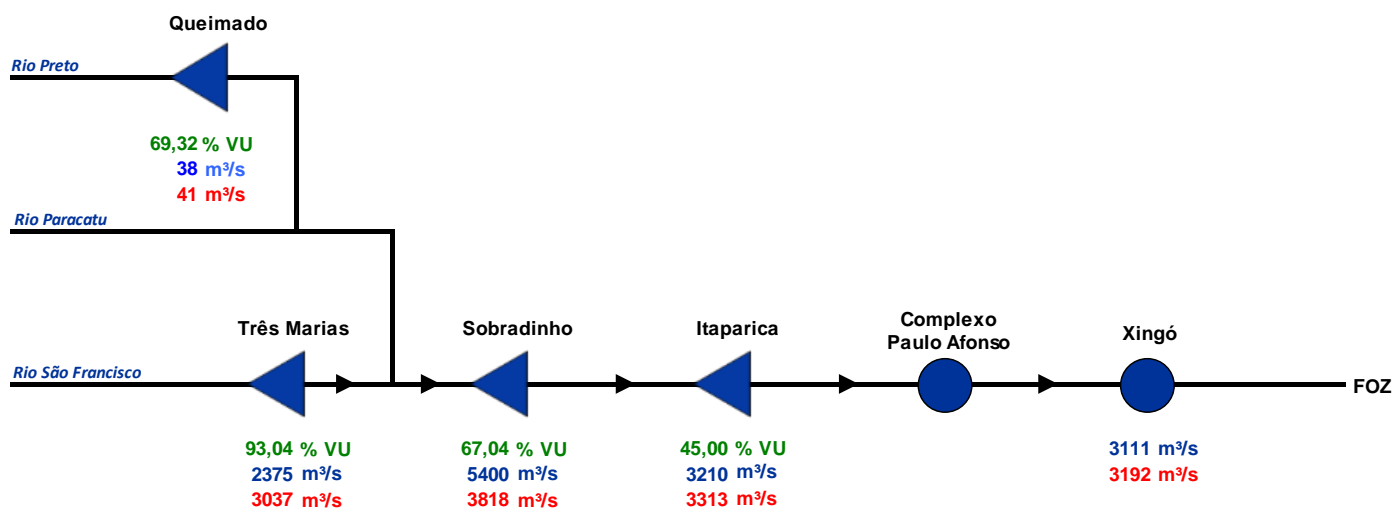 Queimado
Rio Preto
69,32 % VU
38 m³/s
41 m³/s
Rio Paracatu
Três Marias
Sobradinho
Itaparica
Complexo
Paulo Afonso
Xingó
Rio São Francisco
FOZ
93,04 % VU
2375 m³/s
3037 m³/s
67,04 % VU
5400 m³/s
3818 m³/s
45,00 % VU
3210 m³/s
3313 m³/s
3111 m³/s
3192 m³/s